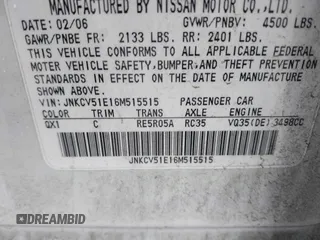 MANUFACTURED BY NISSAN MOTOR CO.,LTD.
DATE: 02/06 GVWR/PNBV: 4500 LBS.
GAWR/PNBE FR: 2133 LBS. RR: 2401 LBS.
THIS VEHICLE CONFORMS TO ALL APPLICABLE FEDERAL
MOTOR VEHICLE SAFETY,BUMPER,AND THEFT PREVENTION
STANDARDS IN EFFECT ON THE DATE OF MANUFACTURE
SHOWN ABOVE.
VIN: JNKCV51E16M515515 PASSENGER CAR
COLOR TRIM TRANS AXLE ENGINE
QX1 C RE5R05A RC35 VQ35(DE) 3498CC
JNKCV51E16M515515
DREAMBID